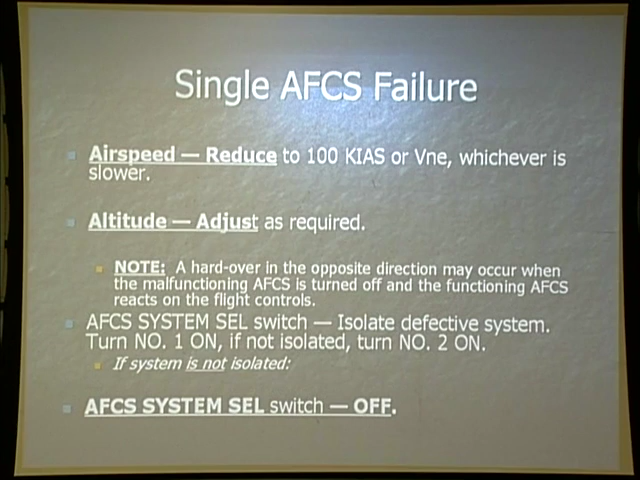 Single AFCS Failure
Airspeed — Reduce to 100 KIAS or Vne, whichever is
slower.
Altitude — Adjust as required.
NOTE: A hard-over in the opposite direction may occur when
the malfunctioning AFCS is turned off and the functioning AFCS
reacts on the flight controls.
AFCS SYSTEM SEL switch — Isolate defective system.
Turn NO. 1 ON, if not isolated, turn NO. 2 ON.
If system is not isolated:
AFCS SYSTEM SEL switch — OFF.